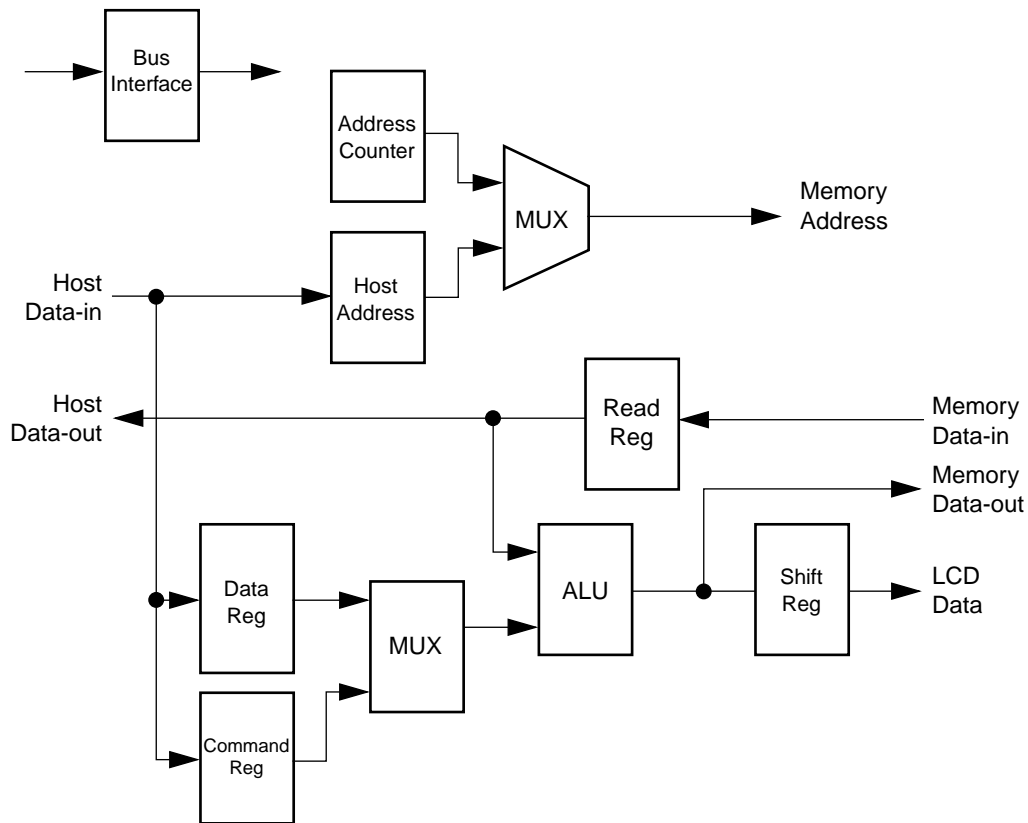 Bus
Interface
Address
Counter
MUX
Memory
Address
Host
Data-in
Host
Address
Host
Data-out
Read
Reg
Memory
Data-in
Memory
Data-out
Data
Reg
MUX
ALU
Shift
Reg
LCD
Data
Command
Reg